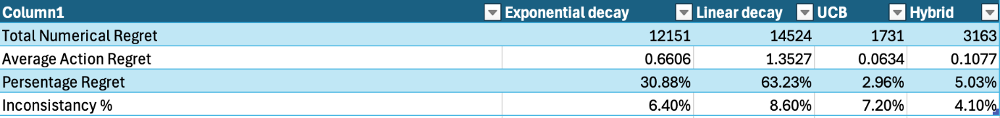 Column1 Exponential decay Linear decay UCB Hybrid
Total Numerical Regret 12151 14524 1731 3163
Average Action Regret 0.6606 1.3527 0.0634 0.1077
Persentage Regret 30.88% 63.23% 2.96% 5.03%
Inconsistancy % 6.40% 8.60% 7.20% 4.10%